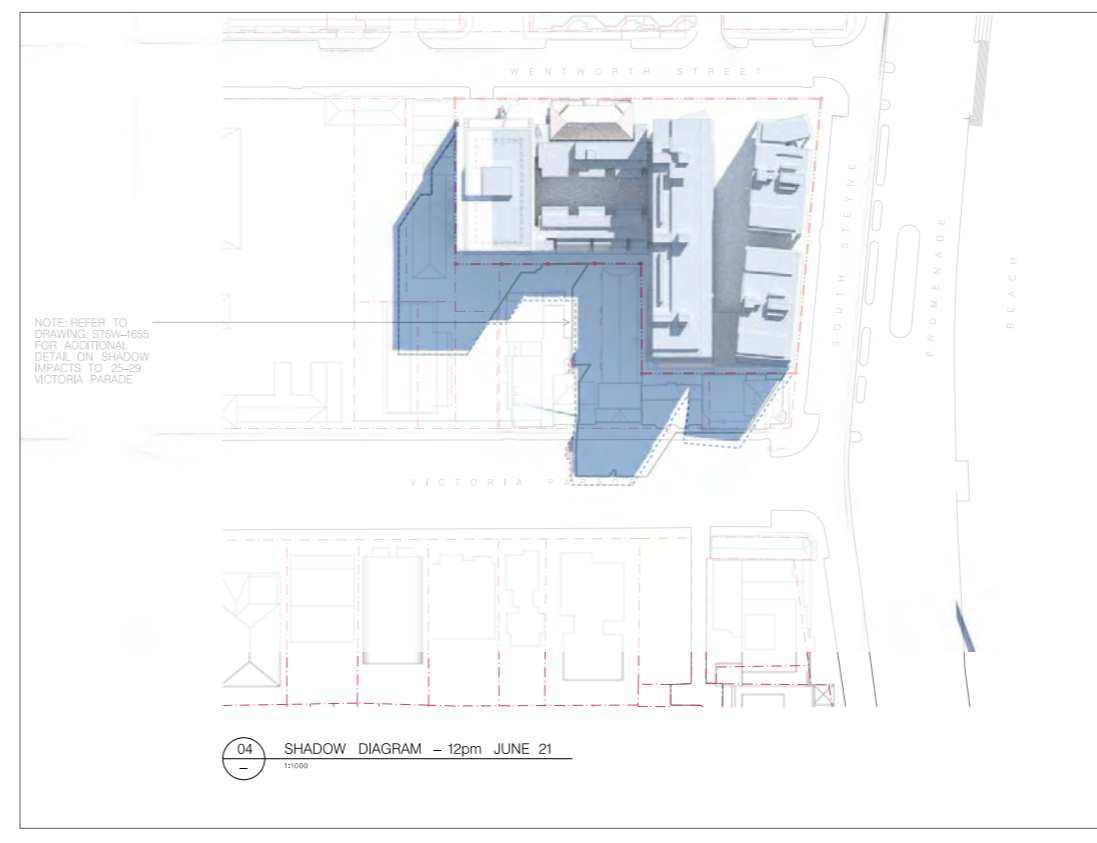 WENTWORTH STREET
SOUTH STEYNE
PROMENADE
BEACH
NOTE: REFER TO
DRAWING: S75W-1655
FOR ADDITIONAL
DETAIL ON SHADOW
IMPACTS TO 25-29
VICTORIA PARADE
VICTORIA PARADE
04
–
SHADOW DIAGRAM – 12pm JUNE 21
1:1000